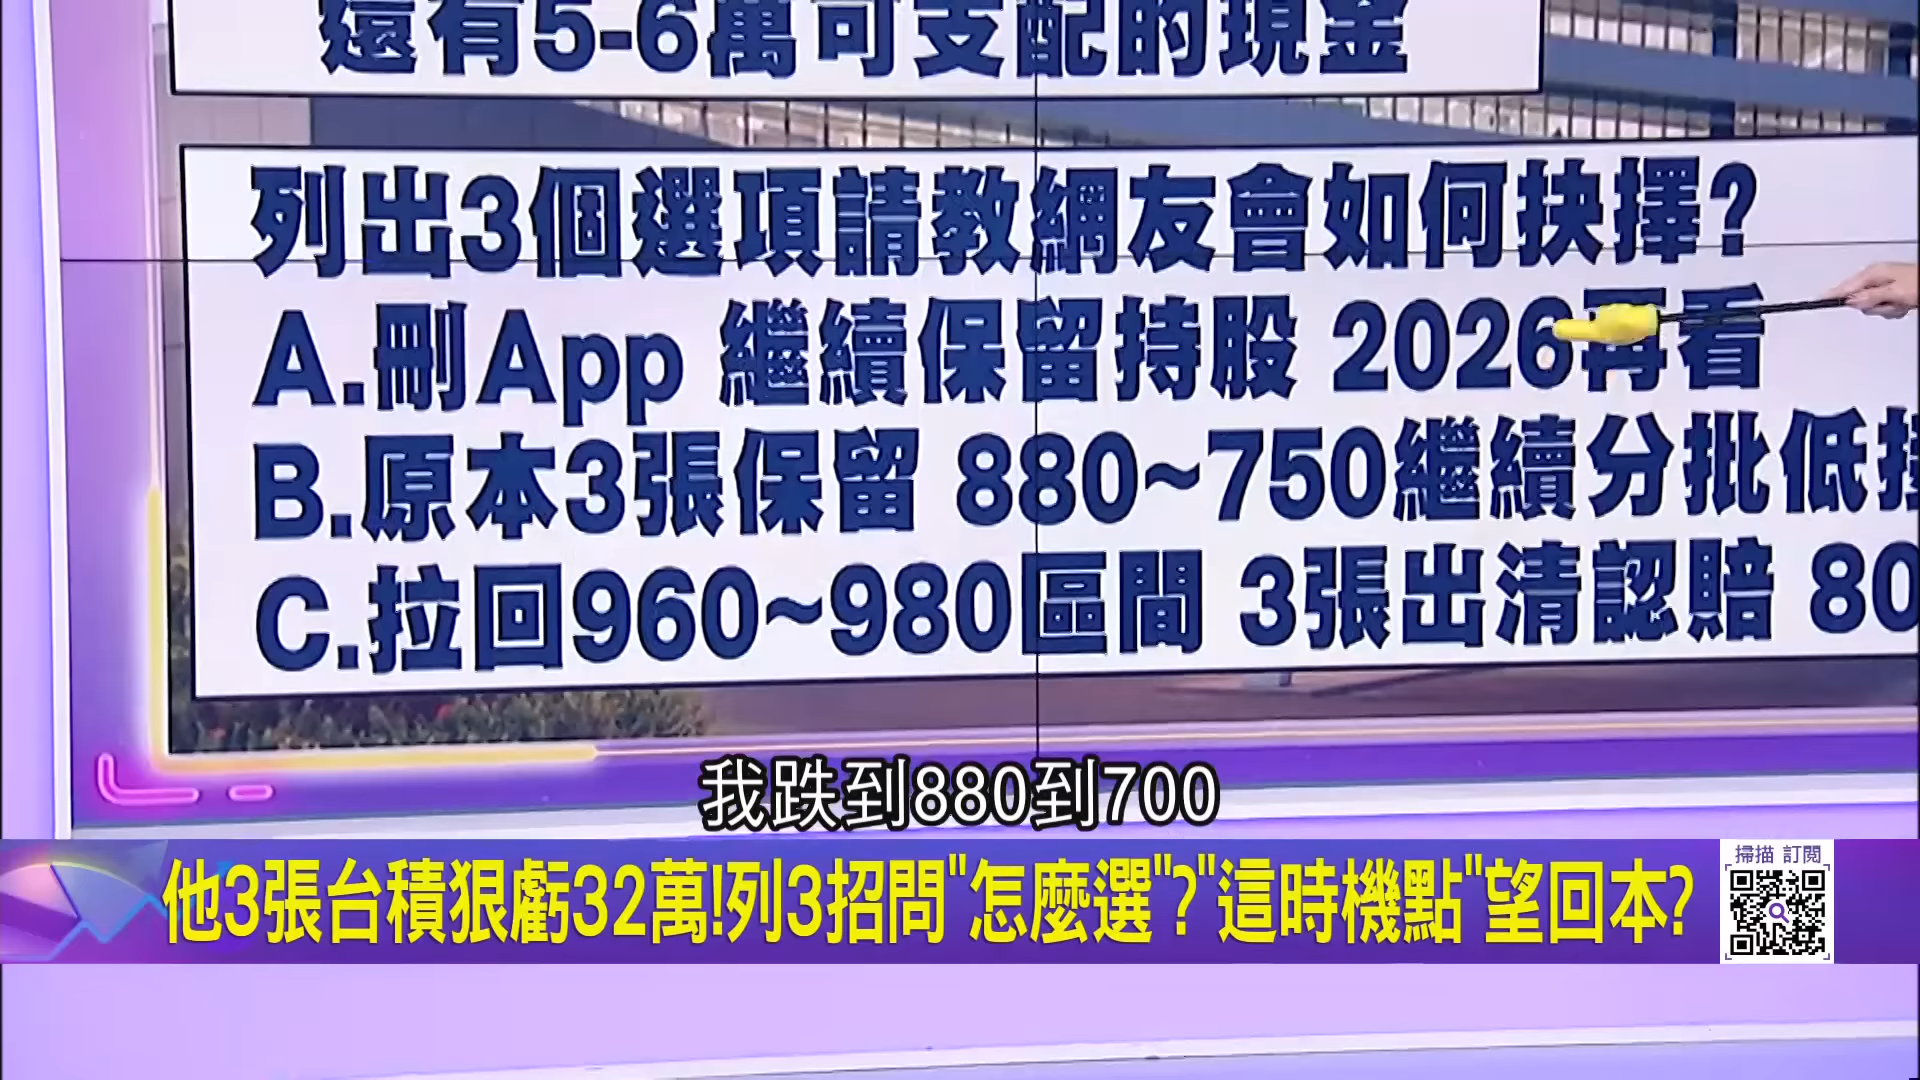 還有5-6萬可支配的現金
列出3個選項請教網友會如何抉擇?
A.刪App 繼續保留持股 2026再看
B.原本3張保留 880~750繼續分批低接
C.拉回960~980區間 3張出清認賠 80
我跌到880到700
他3張台積狠虧32萬!列3招問"怎麼選"?"這時機點"望回本?
掃描 訂閱